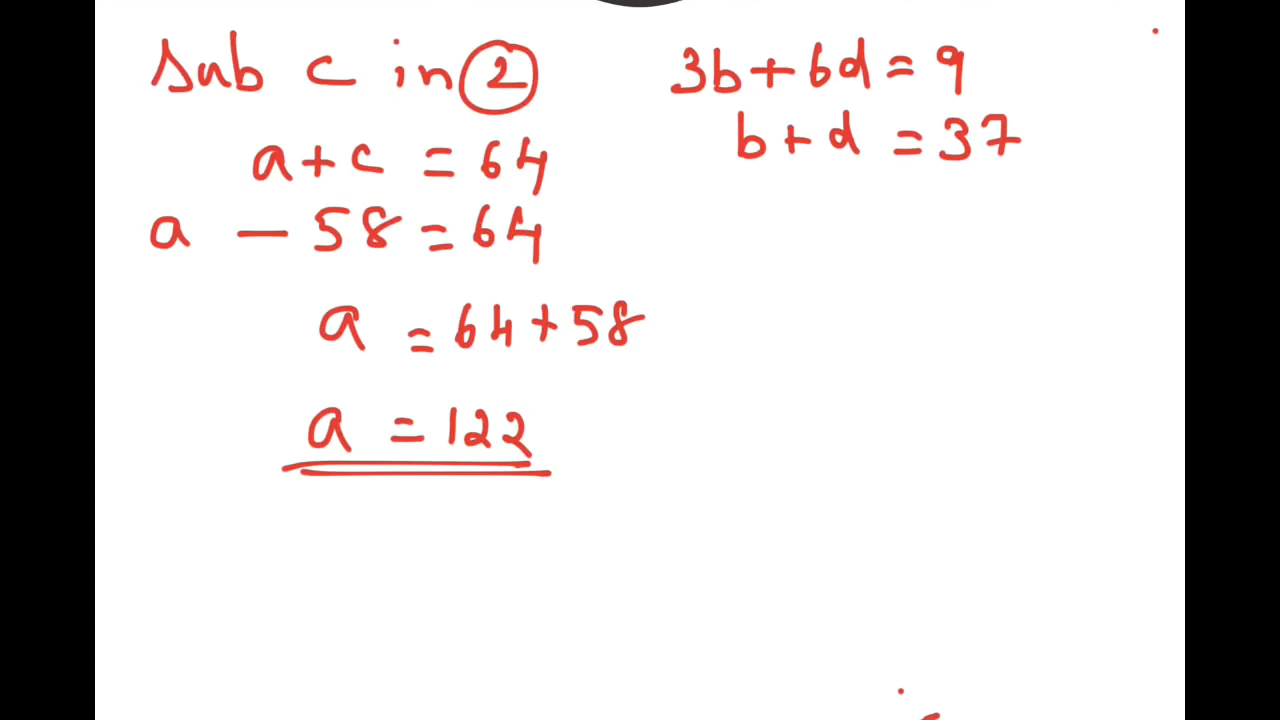 Sub c in 2
a + c = 64
a - 58 = 64
a = 64 + 58
a = 122
3b + 6d = 9
b + d = 37